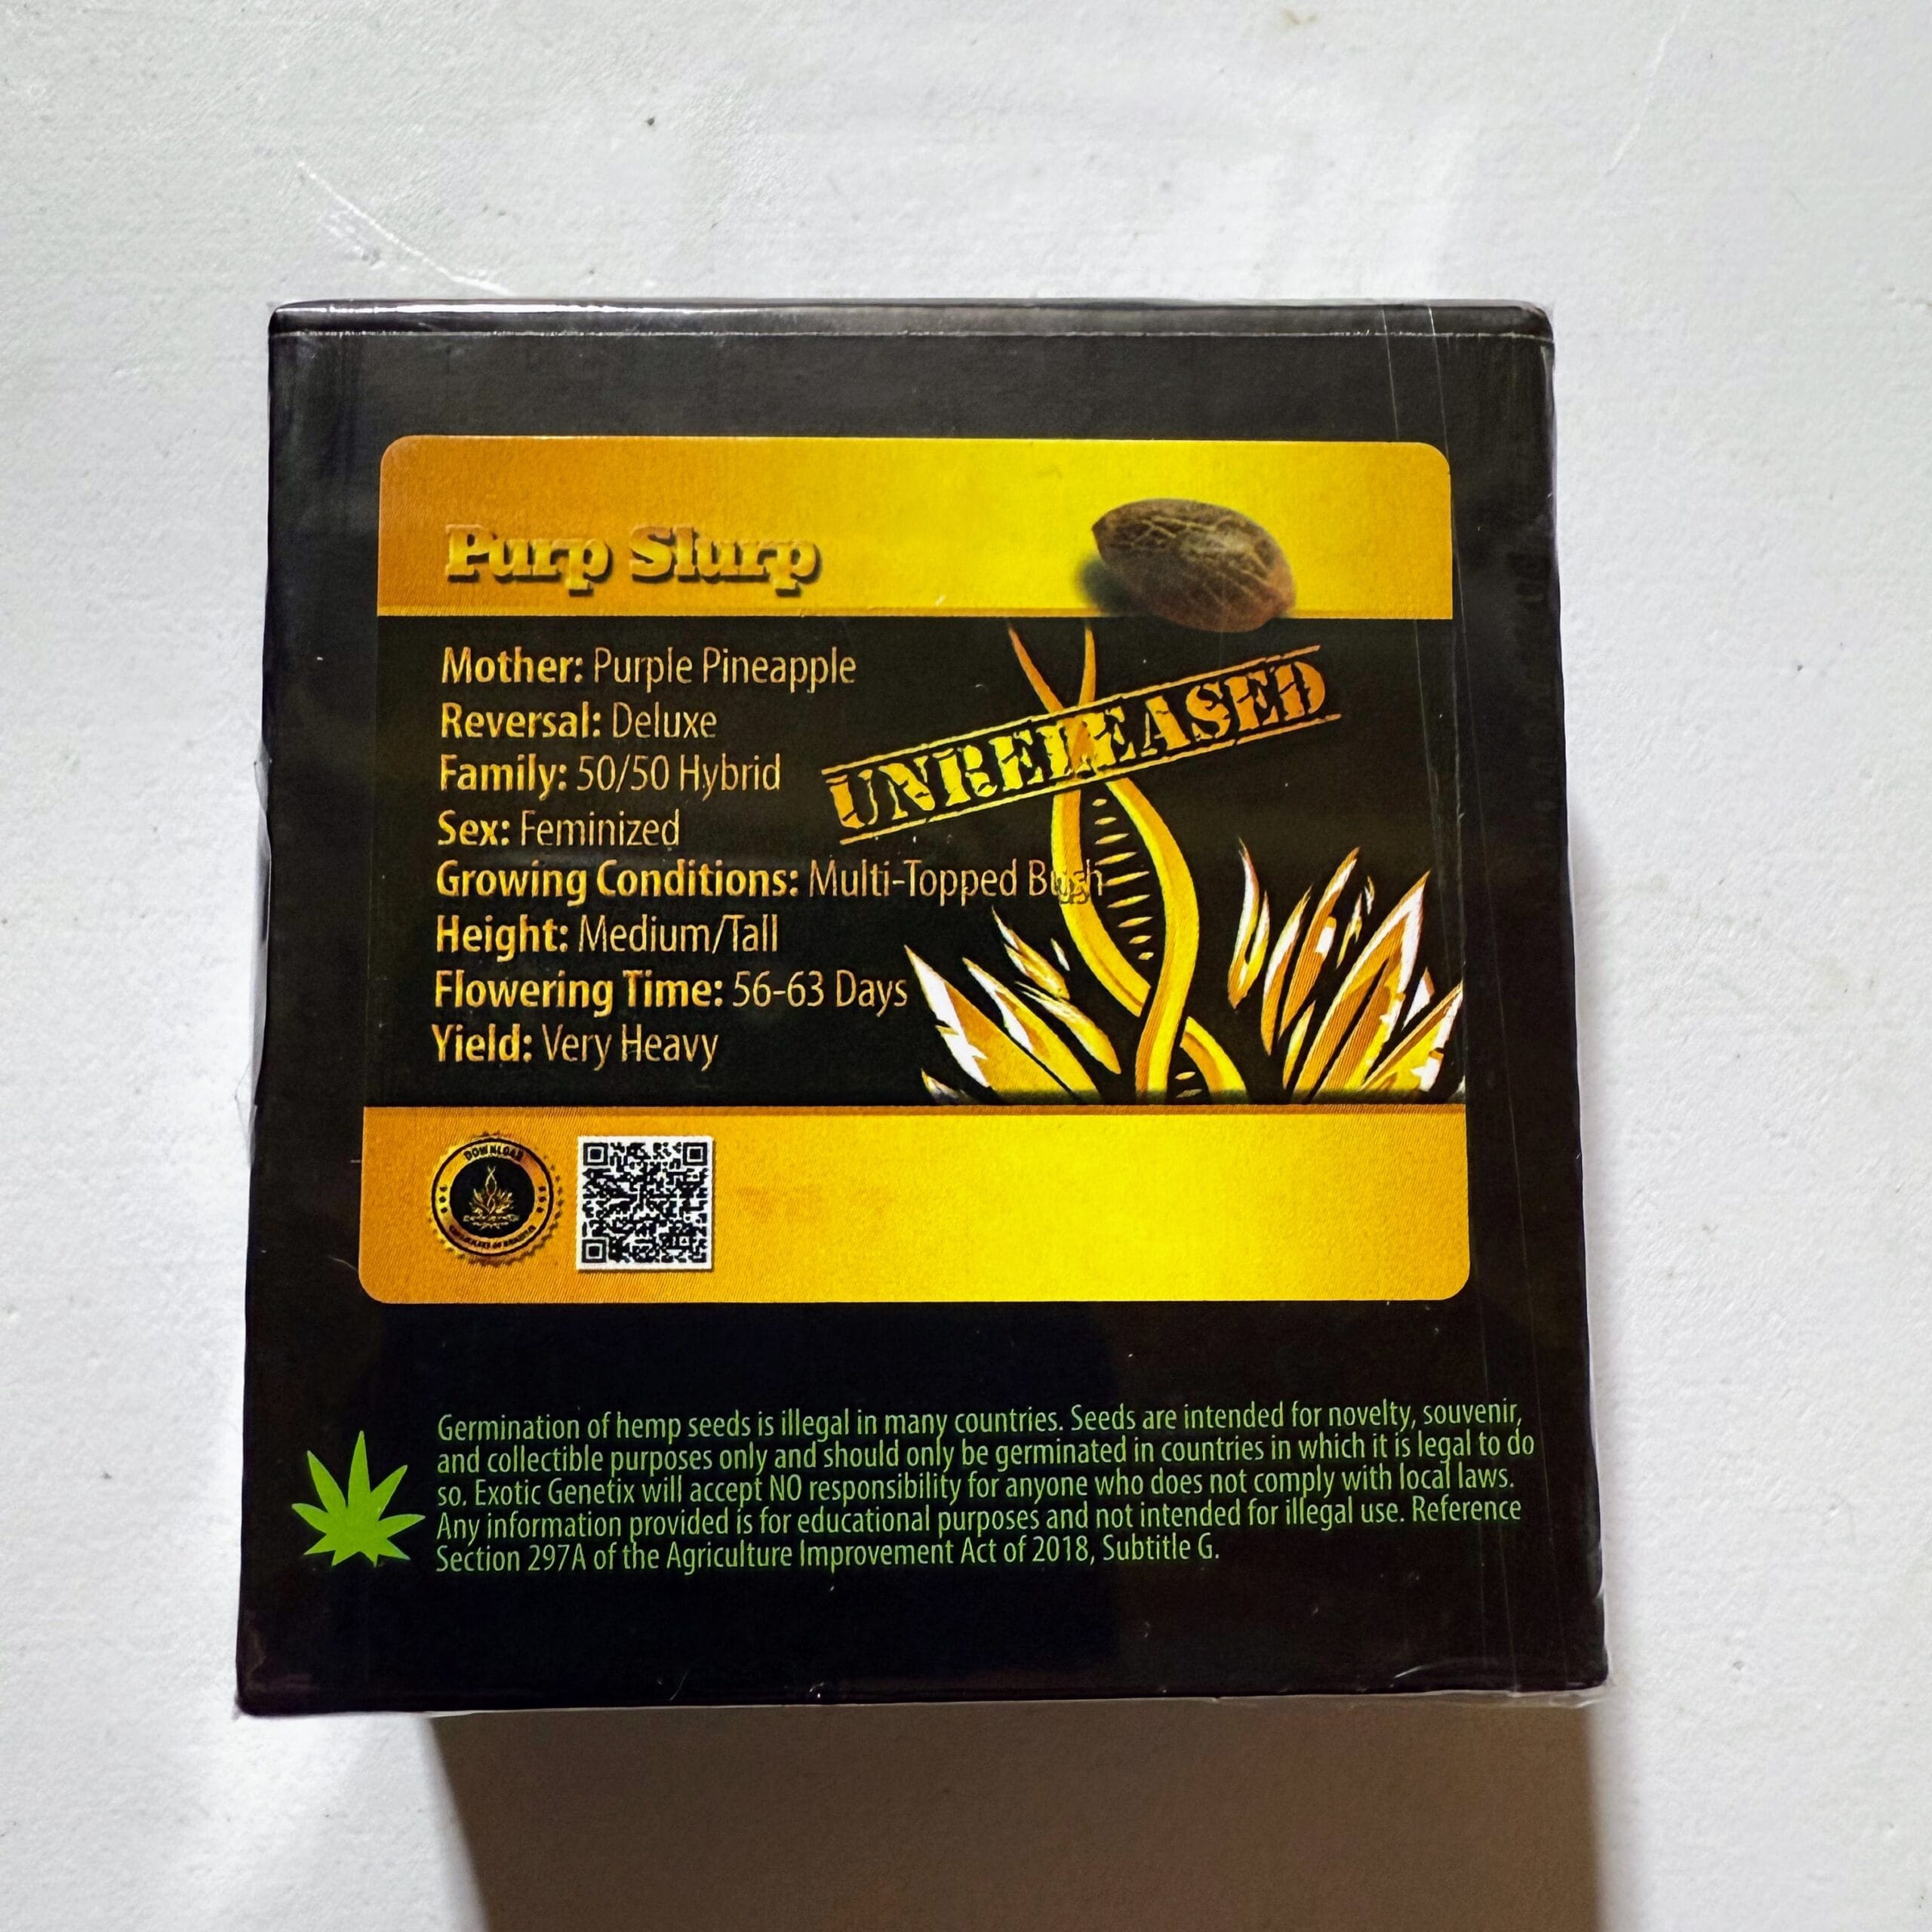 Purp Slurp
Mother: Purple Pineapple
Reversal: Deluxe
Family: 50/50 Hybrid
UNRELEASED
Sex: Feminized
Growing Conditions: Multi-Topped Bush
Height: Medium/Tall
Flowering Time: 56-63 Days
Yield: Very Heavy
DOWNLOAD
Germination of hemp seeds is illegal in many countries. Seeds are intended for novelty, souvenir,
and collectible purposes only and should only be germinated in countries in which it is legal to do
so. Exotic Genetix will accept NO responsibility for anyone who does not comply with local laws.
Any information provided is for educational purposes and not intended for illegal use. Reference
Section 297A of the Agriculture Improvement Act of 2018, Subtitle G.